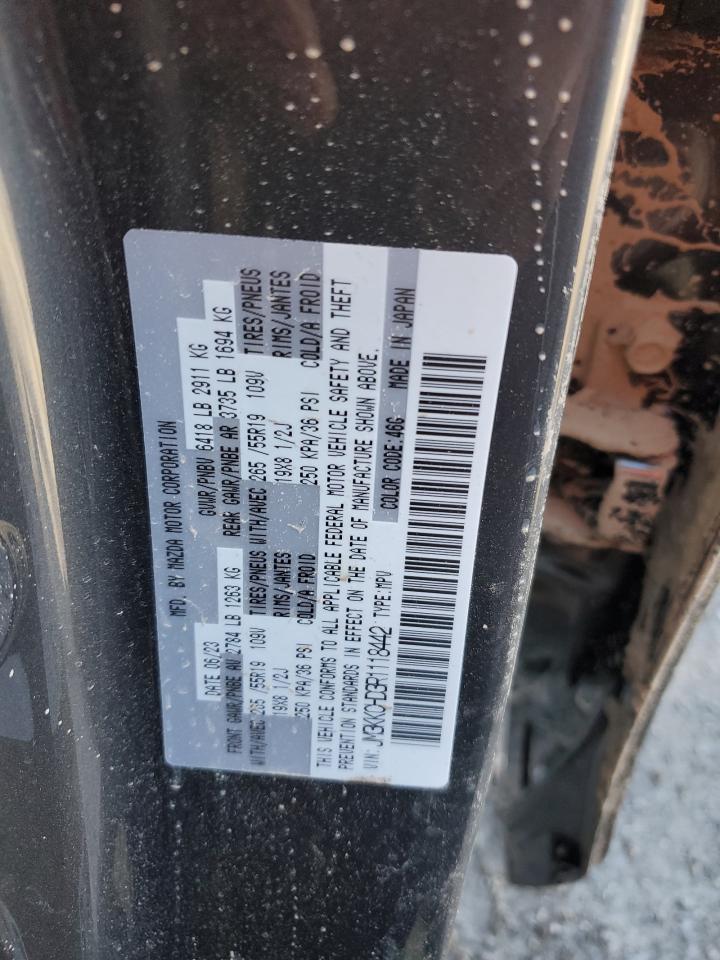 MFD. BY MAZDA MOTOR CORPORATION
DATE 06/23 GVWR/PNBV 6418 LB 2911 KG
FRONT GAWR/PNBE AV 2784 LB 1263 KG REAR GAWR/PNBE AR 3735 LB 1694 KG
WITH/AVEC 265 /55R19 109V TIRES/PNEUS WITH/AVEC 265 /55R19 109V TIRES/PNEUS
19X8 1/2J RIMS/JANTES 19X8 1/2J RIMS/JANTES
250 KPA/36 PSI COLD/A FROID 250 KPA/36 PSI COLD/A FROID
THIS VEHICLE CONFORMS TO ALL APPLICABLE FEDERAL MOTOR VEHICLE SAFETY AND THEFT
PREVENTION STANDARDS IN EFFECT ON THE DATE OF MANUFACTURE SHOWN ABOVE.
VIN: JM3KKCHD3R1118442 TYPE:MPV COLOR CODE:46G MADE IN JAPAN